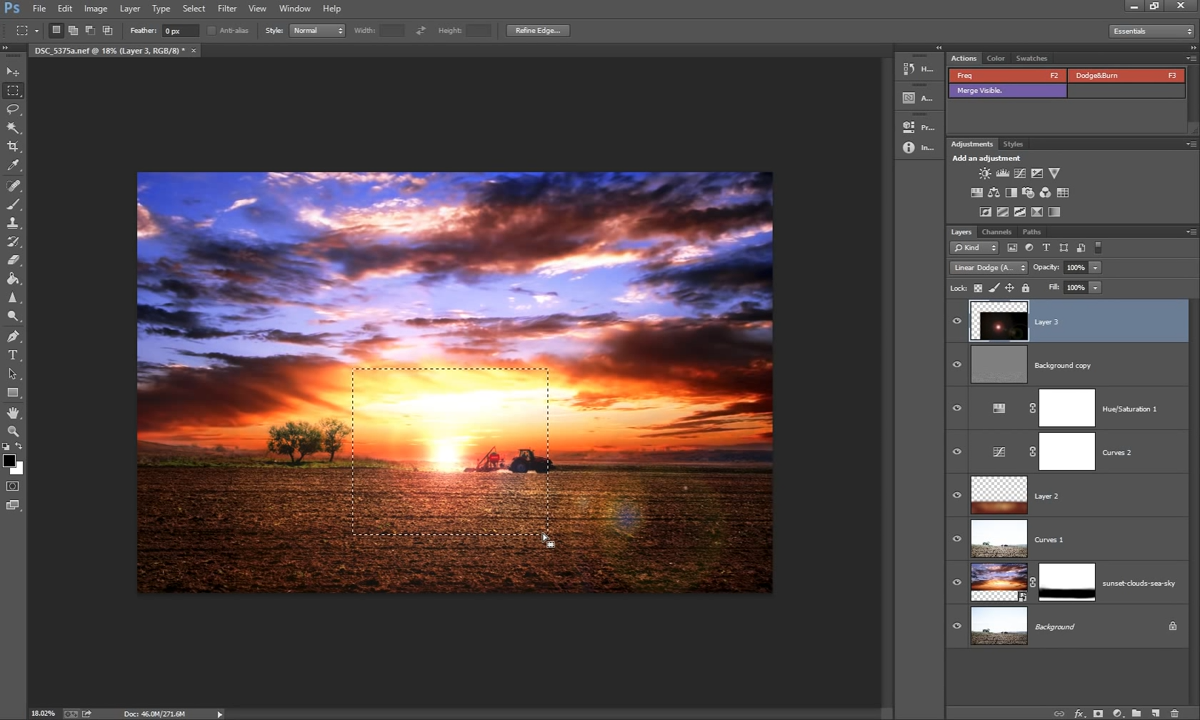 Ps File Edit Image Layer Type Select Filter View Window Help
Feather: 0 px Anti-alias Style: Normal Width: Height: Refine Edge... Essentials
DSC_5375a.nef @ 18% (Layer 3, RGB/8) * ×
Actions Color Swatches
H...
Freq F2 Dodge&Burn F3
Merge Visible.
A...
Pr...
In...
Adjustments Styles
Add an adjustment
Layers Channels Paths
Kind T
Linear Dodge (A... Opacity: 100%
Lock: Fill: 100%
Layer 3
Background copy
Hue/Saturation 1
Curves 2
Layer 2
Curves 1
sunset-clouds-sea-sky
Background
fx
18.02% Doc: 46.0M/271.6M